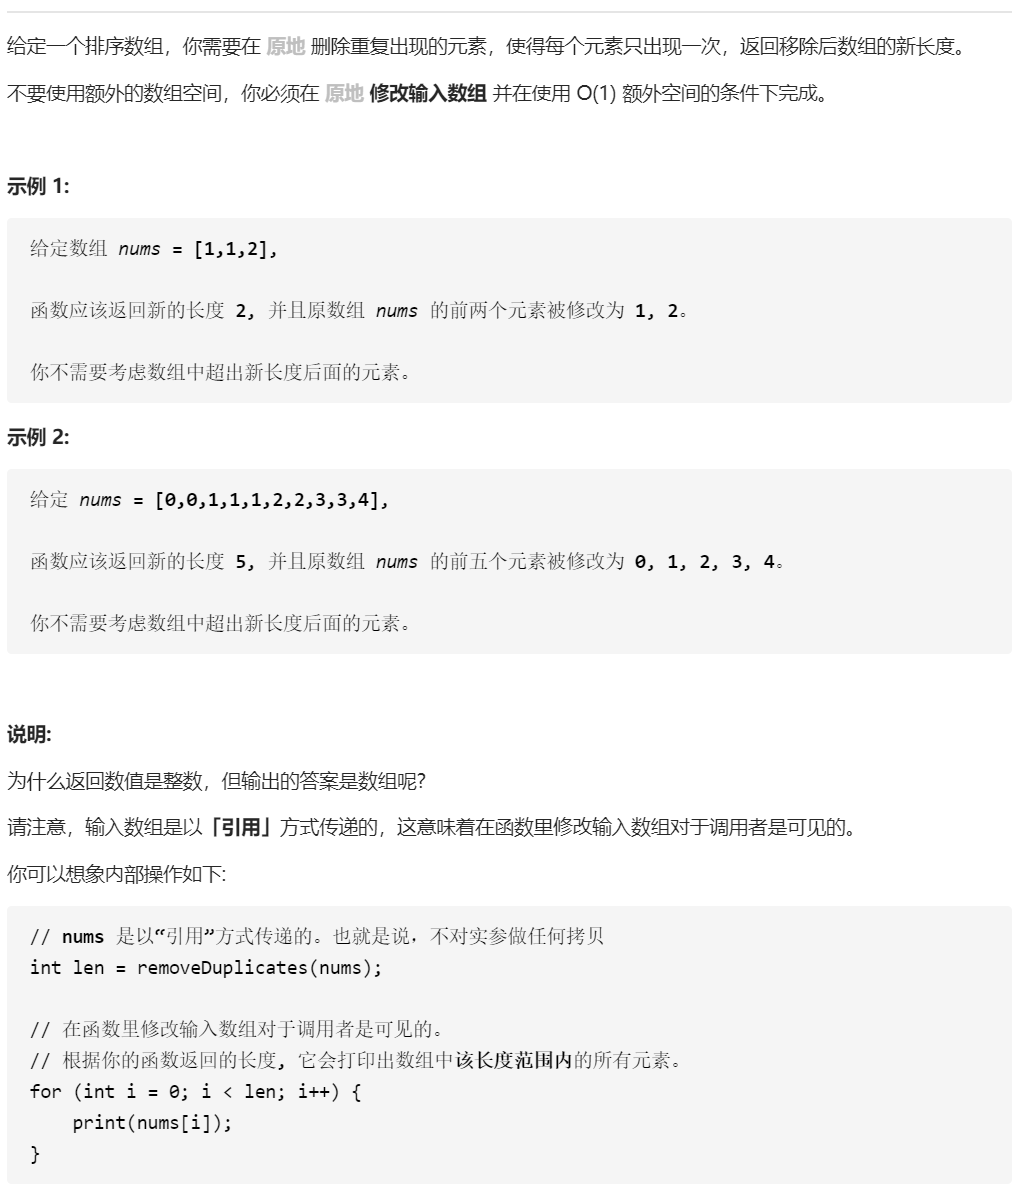 给定一个排序数组，你需要在 原地 删除重复出现的元素，使得每个元素只出现一次，返回移除后数组的新长度。
不要使用额外的数组空间，你必须在 原地 修改输入数组 并在使用 O(1) 额外空间的条件下完成。
示例 1:
给定数组 nums = [1,1,2],
函数应该返回新的长度 2, 并且原数组 nums 的前两个元素被修改为 1, 2。
你不需要考虑数组中超出新长度后面的元素。
示例 2:
给定 nums = [0,0,1,1,1,2,2,3,3,4],
函数应该返回新的长度 5, 并且原数组 nums 的前五个元素被修改为 0, 1, 2, 3, 4。
你不需要考虑数组中超出新长度后面的元素。
说明:
为什么返回数值是整数，但输出的答案是数组呢?
请注意，输入数组是以「引用」方式传递的，这意味着在函数里修改输入数组对于调用者是可见的。
你可以想象内部操作如下:
// nums 是以“引用”方式传递的。也就是说，不对实参做任何拷贝
int len = removeDuplicates(nums);
// 在函数里修改输入数组对于调用者是可见的。
// 根据你的函数返回的长度, 它会打印出数组中该长度范围内的所有元素。
for (int i = 0; i < len; i++) {
    print(nums[i]);
}